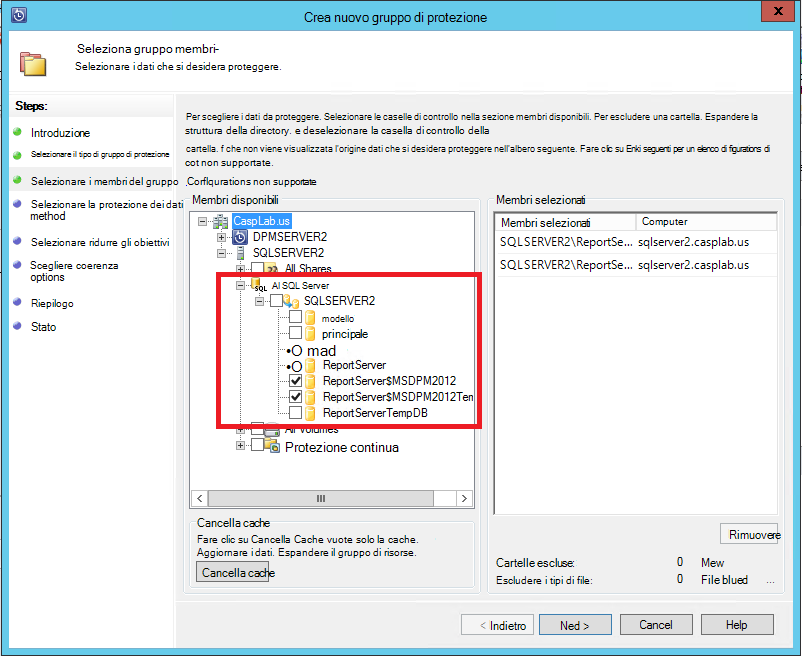 Crea nuovo gruppo di protezione
x
Seleziona gruppo membri-
Selezionare i dati che si desidera proteggere.
Steps:
Introduzione
Selezionare il tipo di gruppo di protezione
Selezionare i membri del gruppo
Selezionare la protezione dei dati
method
Selezionare ridurre gli obiettivi
Scegliere coerenza
options
Riepilogo
Stato
Per scegliere i dati da proteggere. Selezionare le caselle di controllo nella sezione membri disponibili. Per escludere una cartella. Espandere la
struttura della directory. e deselezionare la casella di controllo della
cartella. f che non viene visualizzata l'origine dati che si desidera proteggere nell'albero seguente. Fare clic su Enki seguenti per un elenco di figurations di
cot non supportate.
.Corflqurations non supportate
Membri disponibili
CaspLab.us
DPMSERVER2
SQLSERVER2
All Shares
SQL AI SQL Server
SQLSERVER2
modello
principale
•O mad
•O ReportServer
ReportServer$MSDPM2012
ReportServer$MSDPM2012Tem
ReportServerTempDB
All Volumes
Protezione continua
Cancella cache
Fare clic su Cancella Cache vuote solo la cache.
Aggiornare i dati. Espandere il gruppo di risorse.
Cancella cache
Membri selezionati
Membri selezionati Computer
SQLSERVER2\ReportSe... sqlserver2.casplab.us
SQLSERVER2\ReportSe... sqlserver2.casplab.us
Rimuovere
Cartelle escluse: 0 Mew
Escludere i tipi di file: 0 File blued ...
< Indietro
Ned >
Cancel
Help